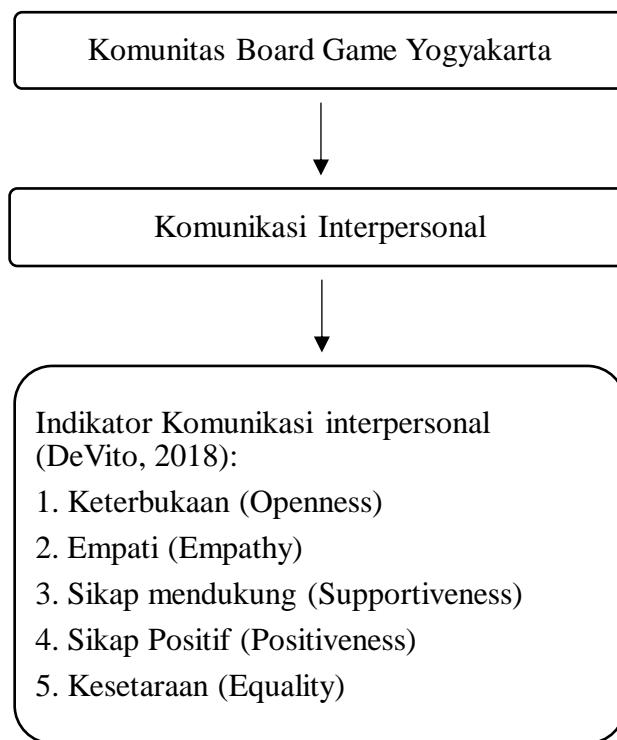 Komunitas Board Game Yogyakarta
Komunikasi Interpersonal
Indikator Komunikasi interpersonal
(DeVito, 2018):
1. Keterbukaan (Openness)
2. Empati (Empathy)
3. Sikap mendukung (Supportiveness)
4. Sikap Positif (Positiveness)
5. Kesetaraan (Equality)